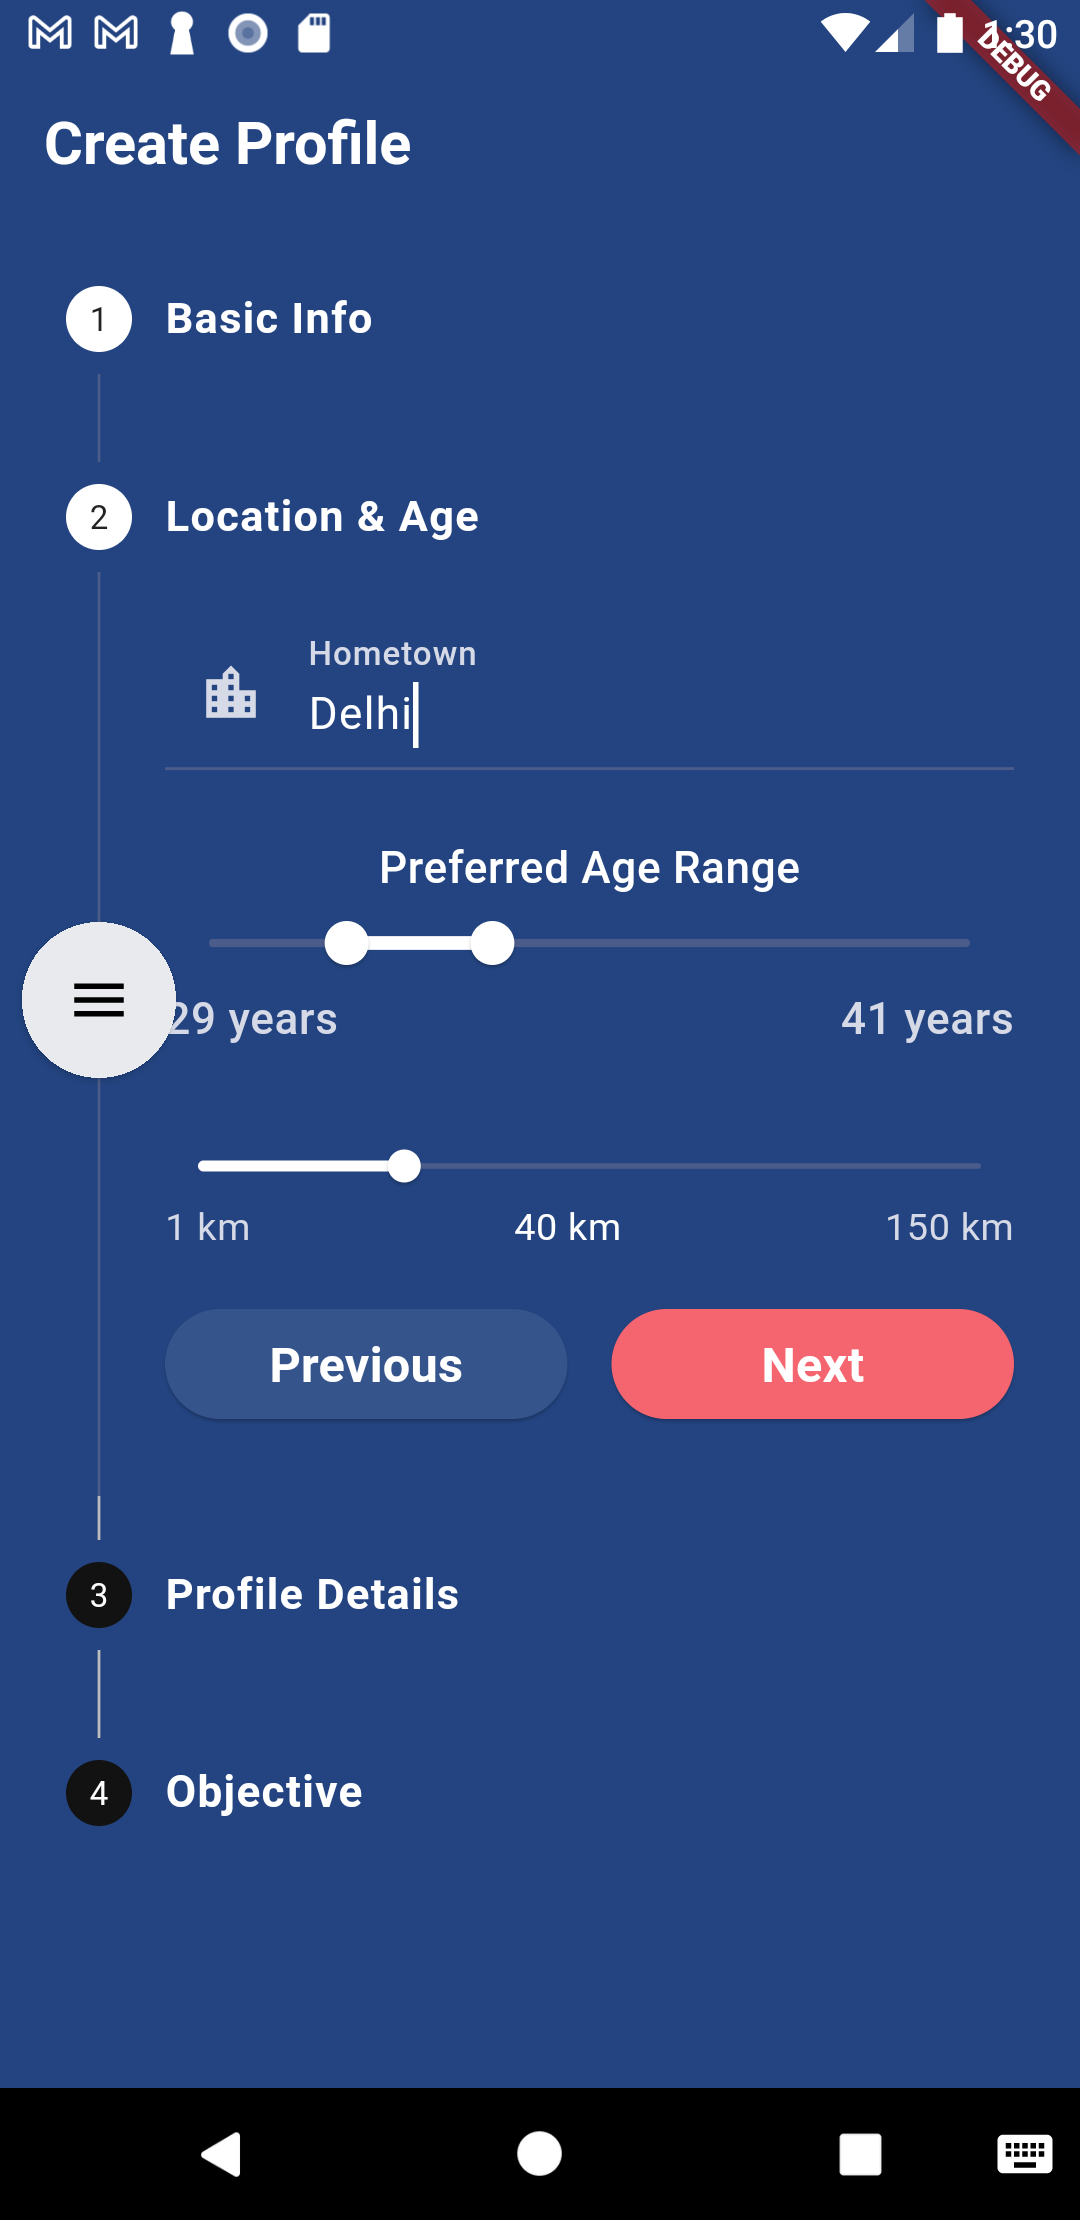 1:30
DEBUG
Create Profile
1 Basic Info
2 Location & Age
Hometown
Delhi
Preferred Age Range
29 years 41 years
1 km 40 km 150 km
Previous Next
3 Profile Details
4 Objective